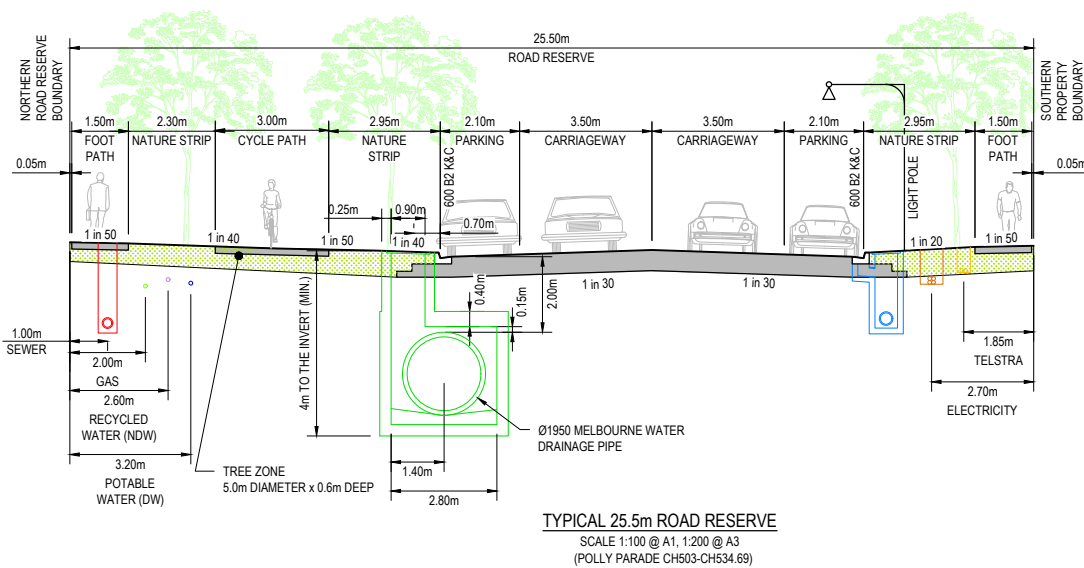 25.50m
ROAD RESERVE
NORTHERN
ROAD RESERVE
BOUNDARY
SOUTHERN
PROPERTY
BOUNDARY
1.50m
2.30m
3.00m
2.95m
2.10m
3.50m
3.50m
2.10m
2.95m
1.50m
FOOT
PATH
NATURE STRIP
CYCLE PATH
NATURE
STRIP
PARKING
CARRIAGEWAY
CARRIAGEWAY
PARKING
NATURE STRIP
FOOT
PATH
0.05m
0.05m
600 B2 K&C
600 B2 K&C
LIGHT POLE
0.25m
0.90m
0.70m
1 in 50
1 in 40
1 in 50
1 in 40
1 in 20
1 in 50
1 in 30
1 in 30
0.40m
0.15m
2.00m
4m TO THE INVERT (MIN.)
1.00m
SEWER
2.00m
GAS
2.60m
RECYCLED
WATER (NDW)
3.20m
POTABLE
WATER (DW)
TREE ZONE
5.0m DIAMETER x 0.6m DEEP
1.85m
TELSTRA
2.70m
ELECTRICITY
Ø1950 MELBOURNE WATER
DRAINAGE PIPE
1.40m
2.80m
TYPICAL 25.5m ROAD RESERVE
SCALE 1:100 @ A1, 1:200 @ A3
(POLLY PARADE CH503-CH534.69)